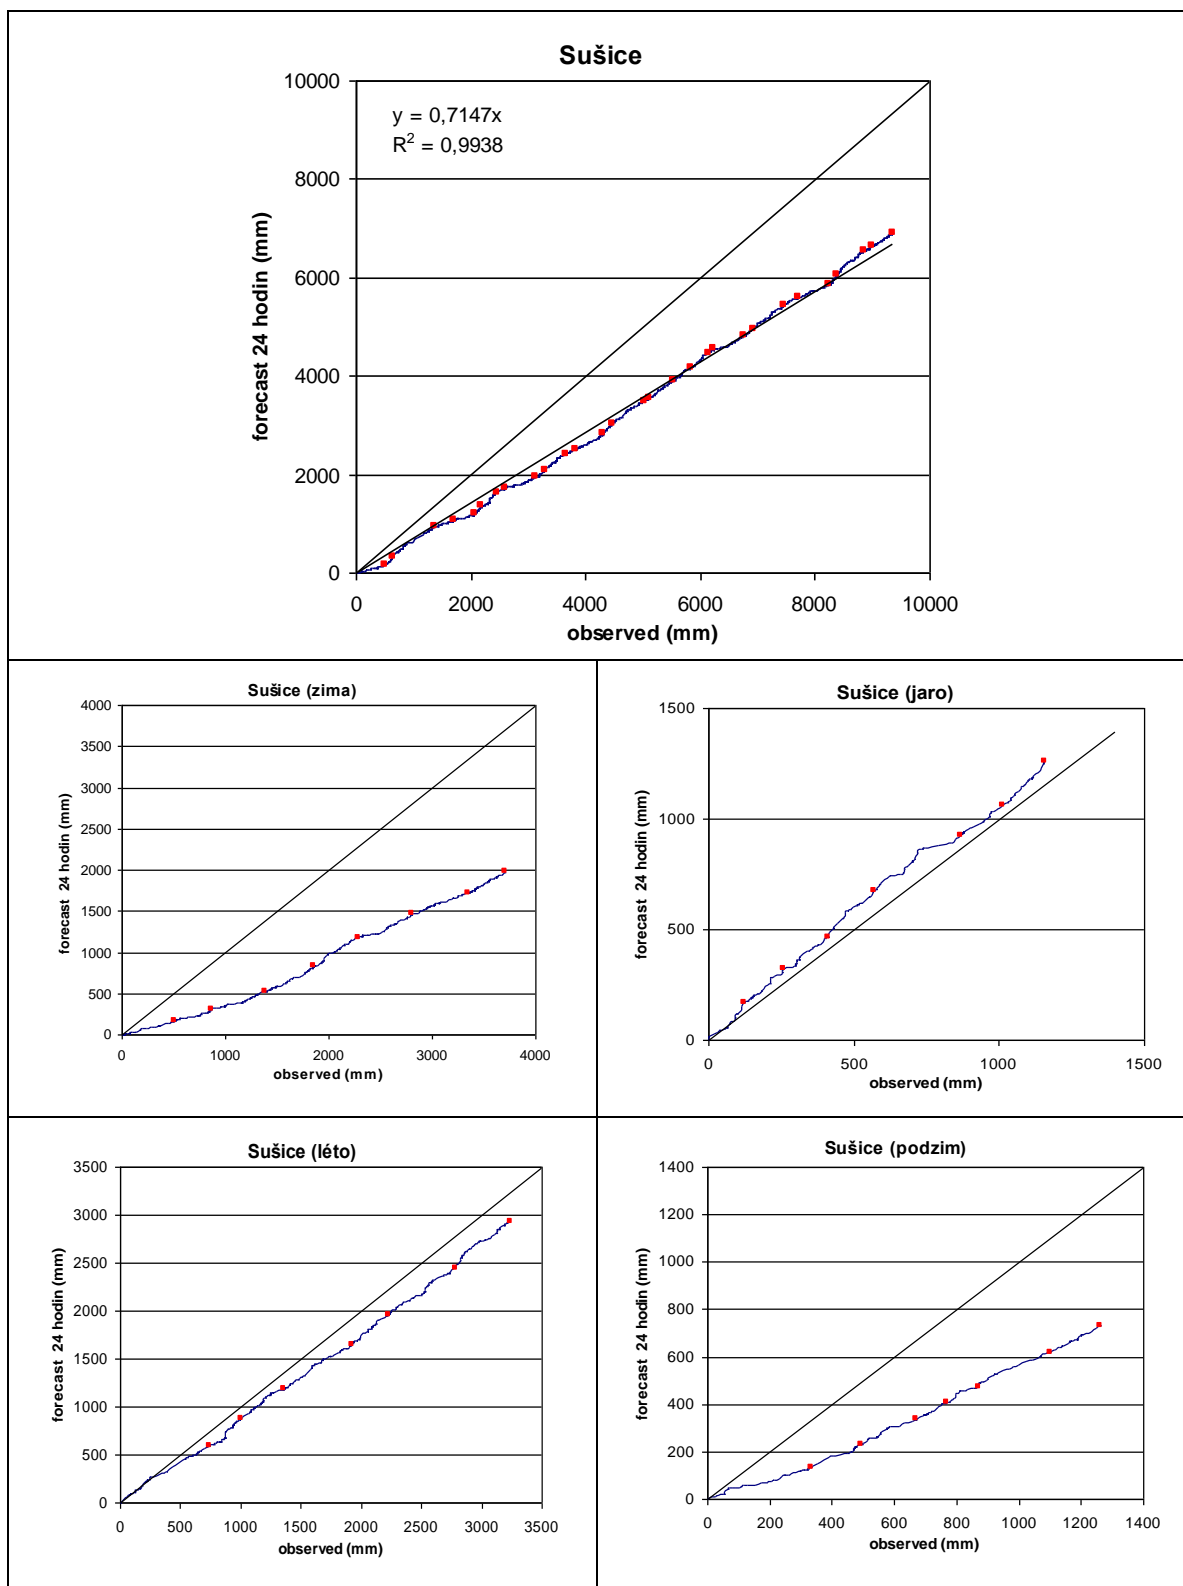 Sušice
y = 0,7147x
R² = 0,9938
10000
8000
6000
4000
2000
0
forecast 24 hodin (mm)
0 2000 4000 6000 8000 10000
observed (mm)
Sušice (zima)
4000
3500
3000
2500
2000
1500
1000
500
0
forecast 24 hodin (mm)
0 1000 2000 3000 4000
observed (mm)
Sušice (jaro)
1500
1000
500
0
forecast 24 hodin (mm)
0 500 1000 1500
observed (mm)
Sušice (léto)
3500
3000
2500
2000
1500
1000
500
0
forecast 24 hodin (mm)
0 500 1000 1500 2000 2500 3000 3500
observed (mm)
Sušice (podzim)
1400
1200
1000
800
600
400
200
0
forecast 24 hodin (mm)
0 200 400 600 800 1000 1200 1400
observed (mm)